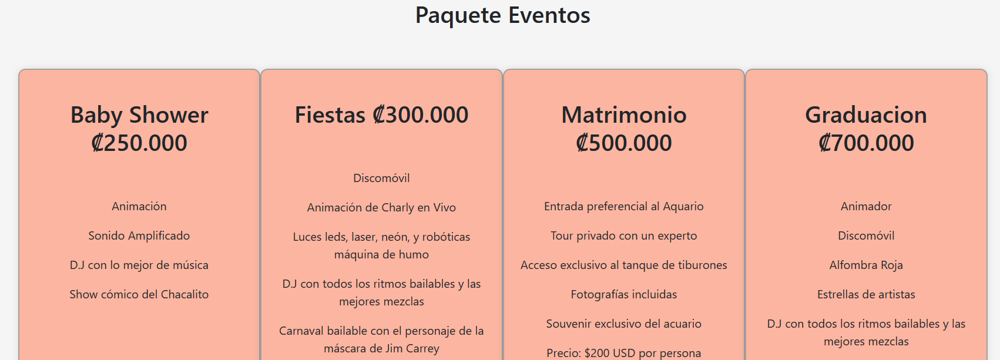 Paquete Eventos
Baby Shower
₡250.000
Animación
Sonido Amplificado
D.J con lo mejor de música
Show cómico del Chacalito
Fiestas ₡300.000
Discomóvil
Animación de Charly en Vivo
Luces leds, laser, neón, y robóticas
máquina de humo
D.J con todos los ritmos bailables y las
mejores mezclas
Carnaval bailable con el personaje de la
máscara de Jim Carrey
Matrimonio
₡500.000
Entrada preferencial al Aquario
Tour privado con un experto
Acceso exclusivo al tanque de tiburones
Fotografías incluidas
Souvenir exclusivo del acuario
Precio: $200 USD por persona
Graduacion
₡700.000
Animador
Discomóvil
Alfombra Roja
Estrellas de artistas
D.J con todos los ritmos bailables y las
mejores mezclas